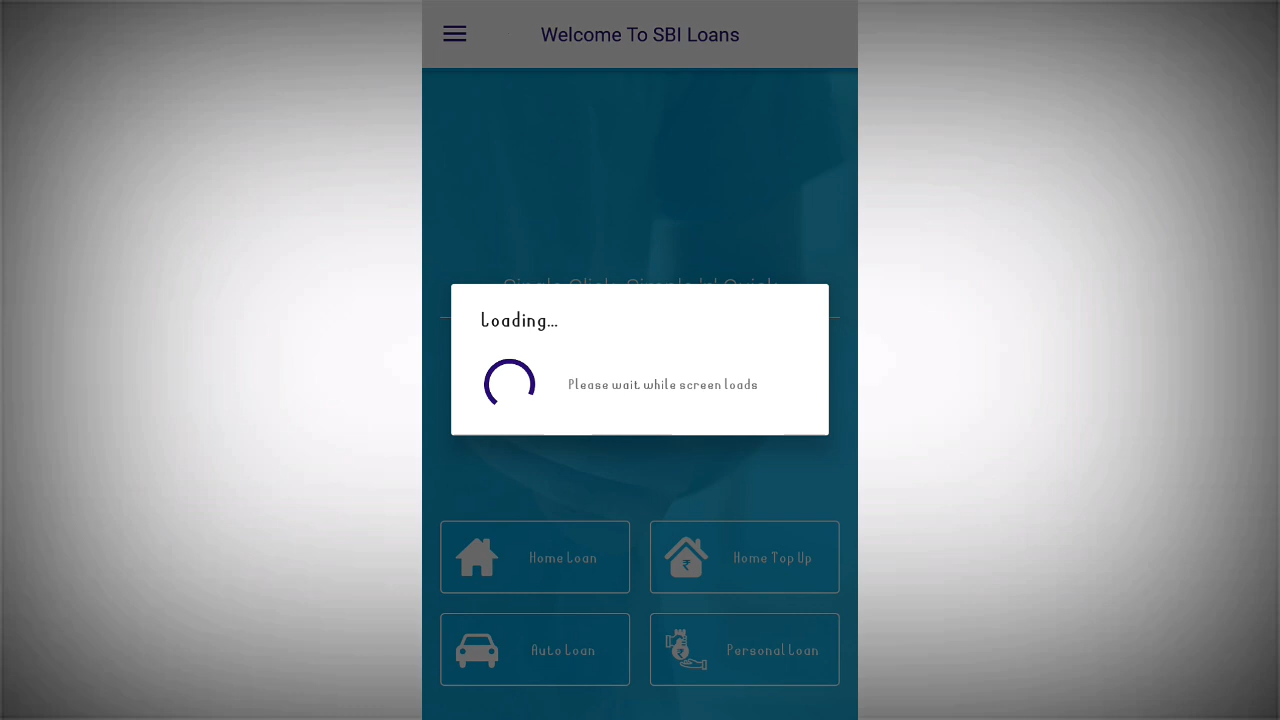 Welcome To SBI Loans
Loading...
Please wait while screen loads
Home Loan
Home Top Up
Auto Loan
Personal Loan